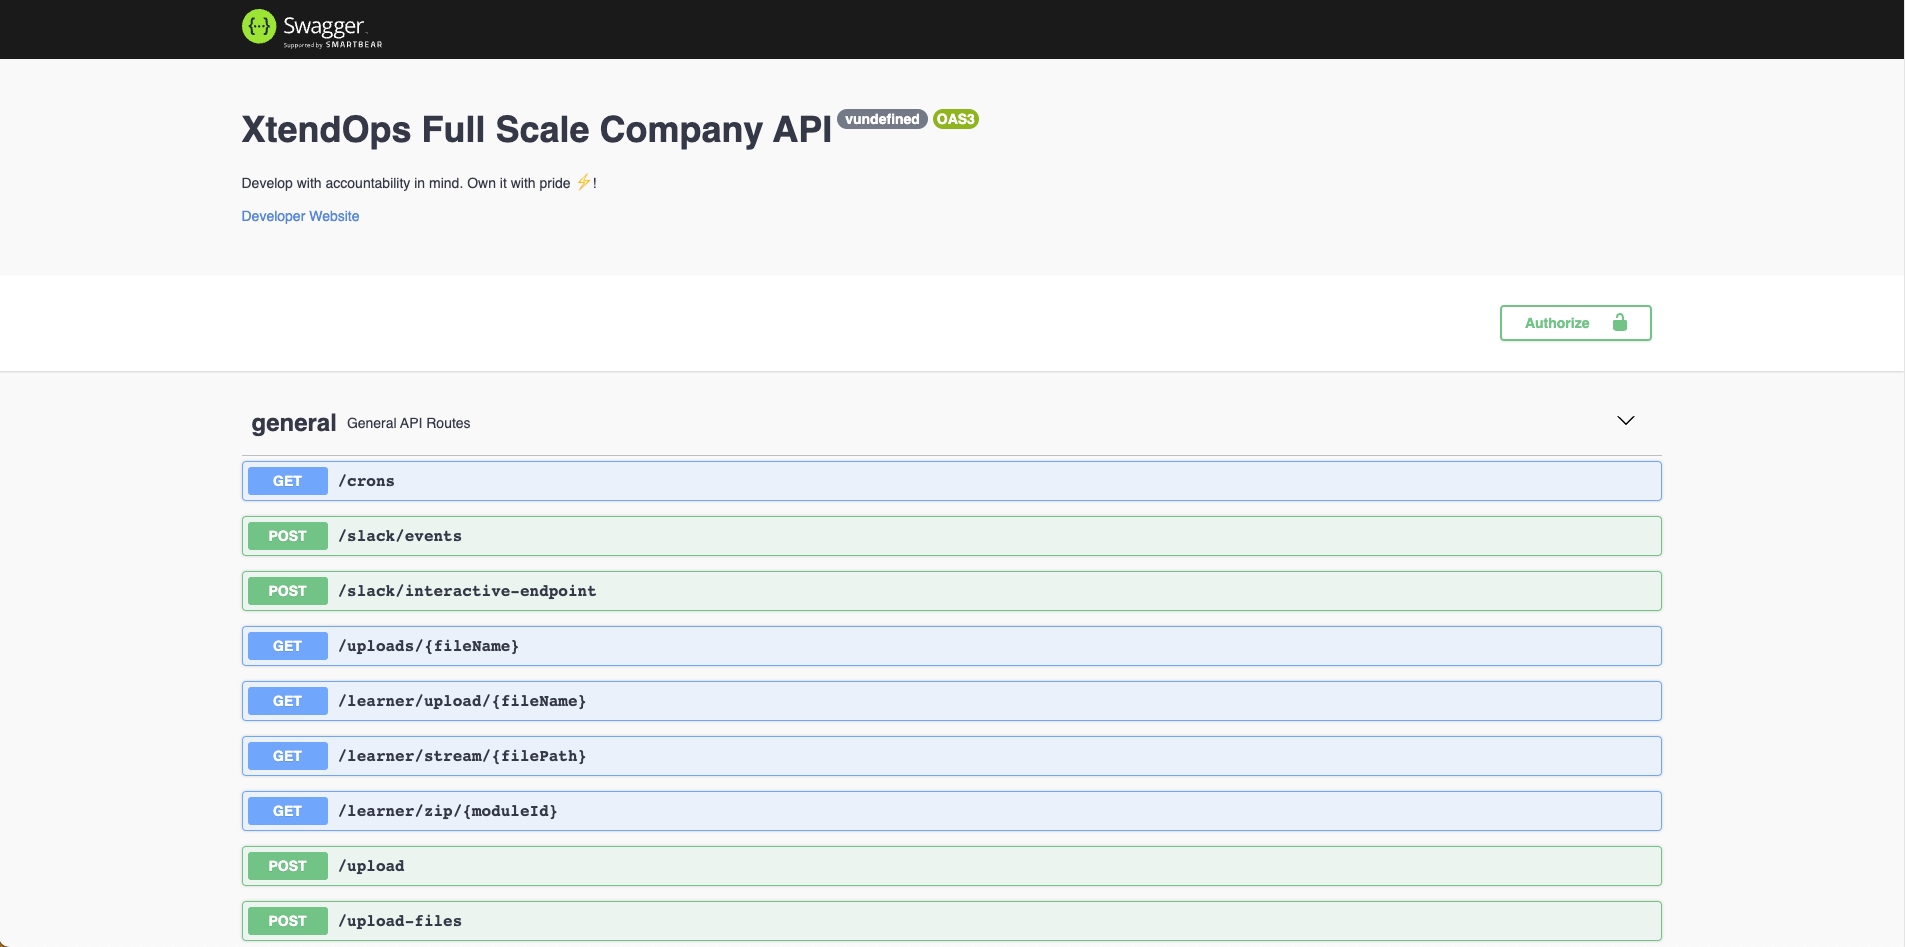 Swagger
Supported by SMARTBEAR
XtendOps Full Scale Company API vundefined OAS3
Develop with accountability in mind. Own it with pride ⚡!
Developer Website
Authorize
general General API Routes
GET /crons
POST /slack/events
POST /slack/interactive-endpoint
GET /uploads/{fileName}
GET /learner/upload/{fileName}
GET /learner/stream/{filePath}
GET /learner/zip/{moduleId}
POST /upload
POST /upload-files